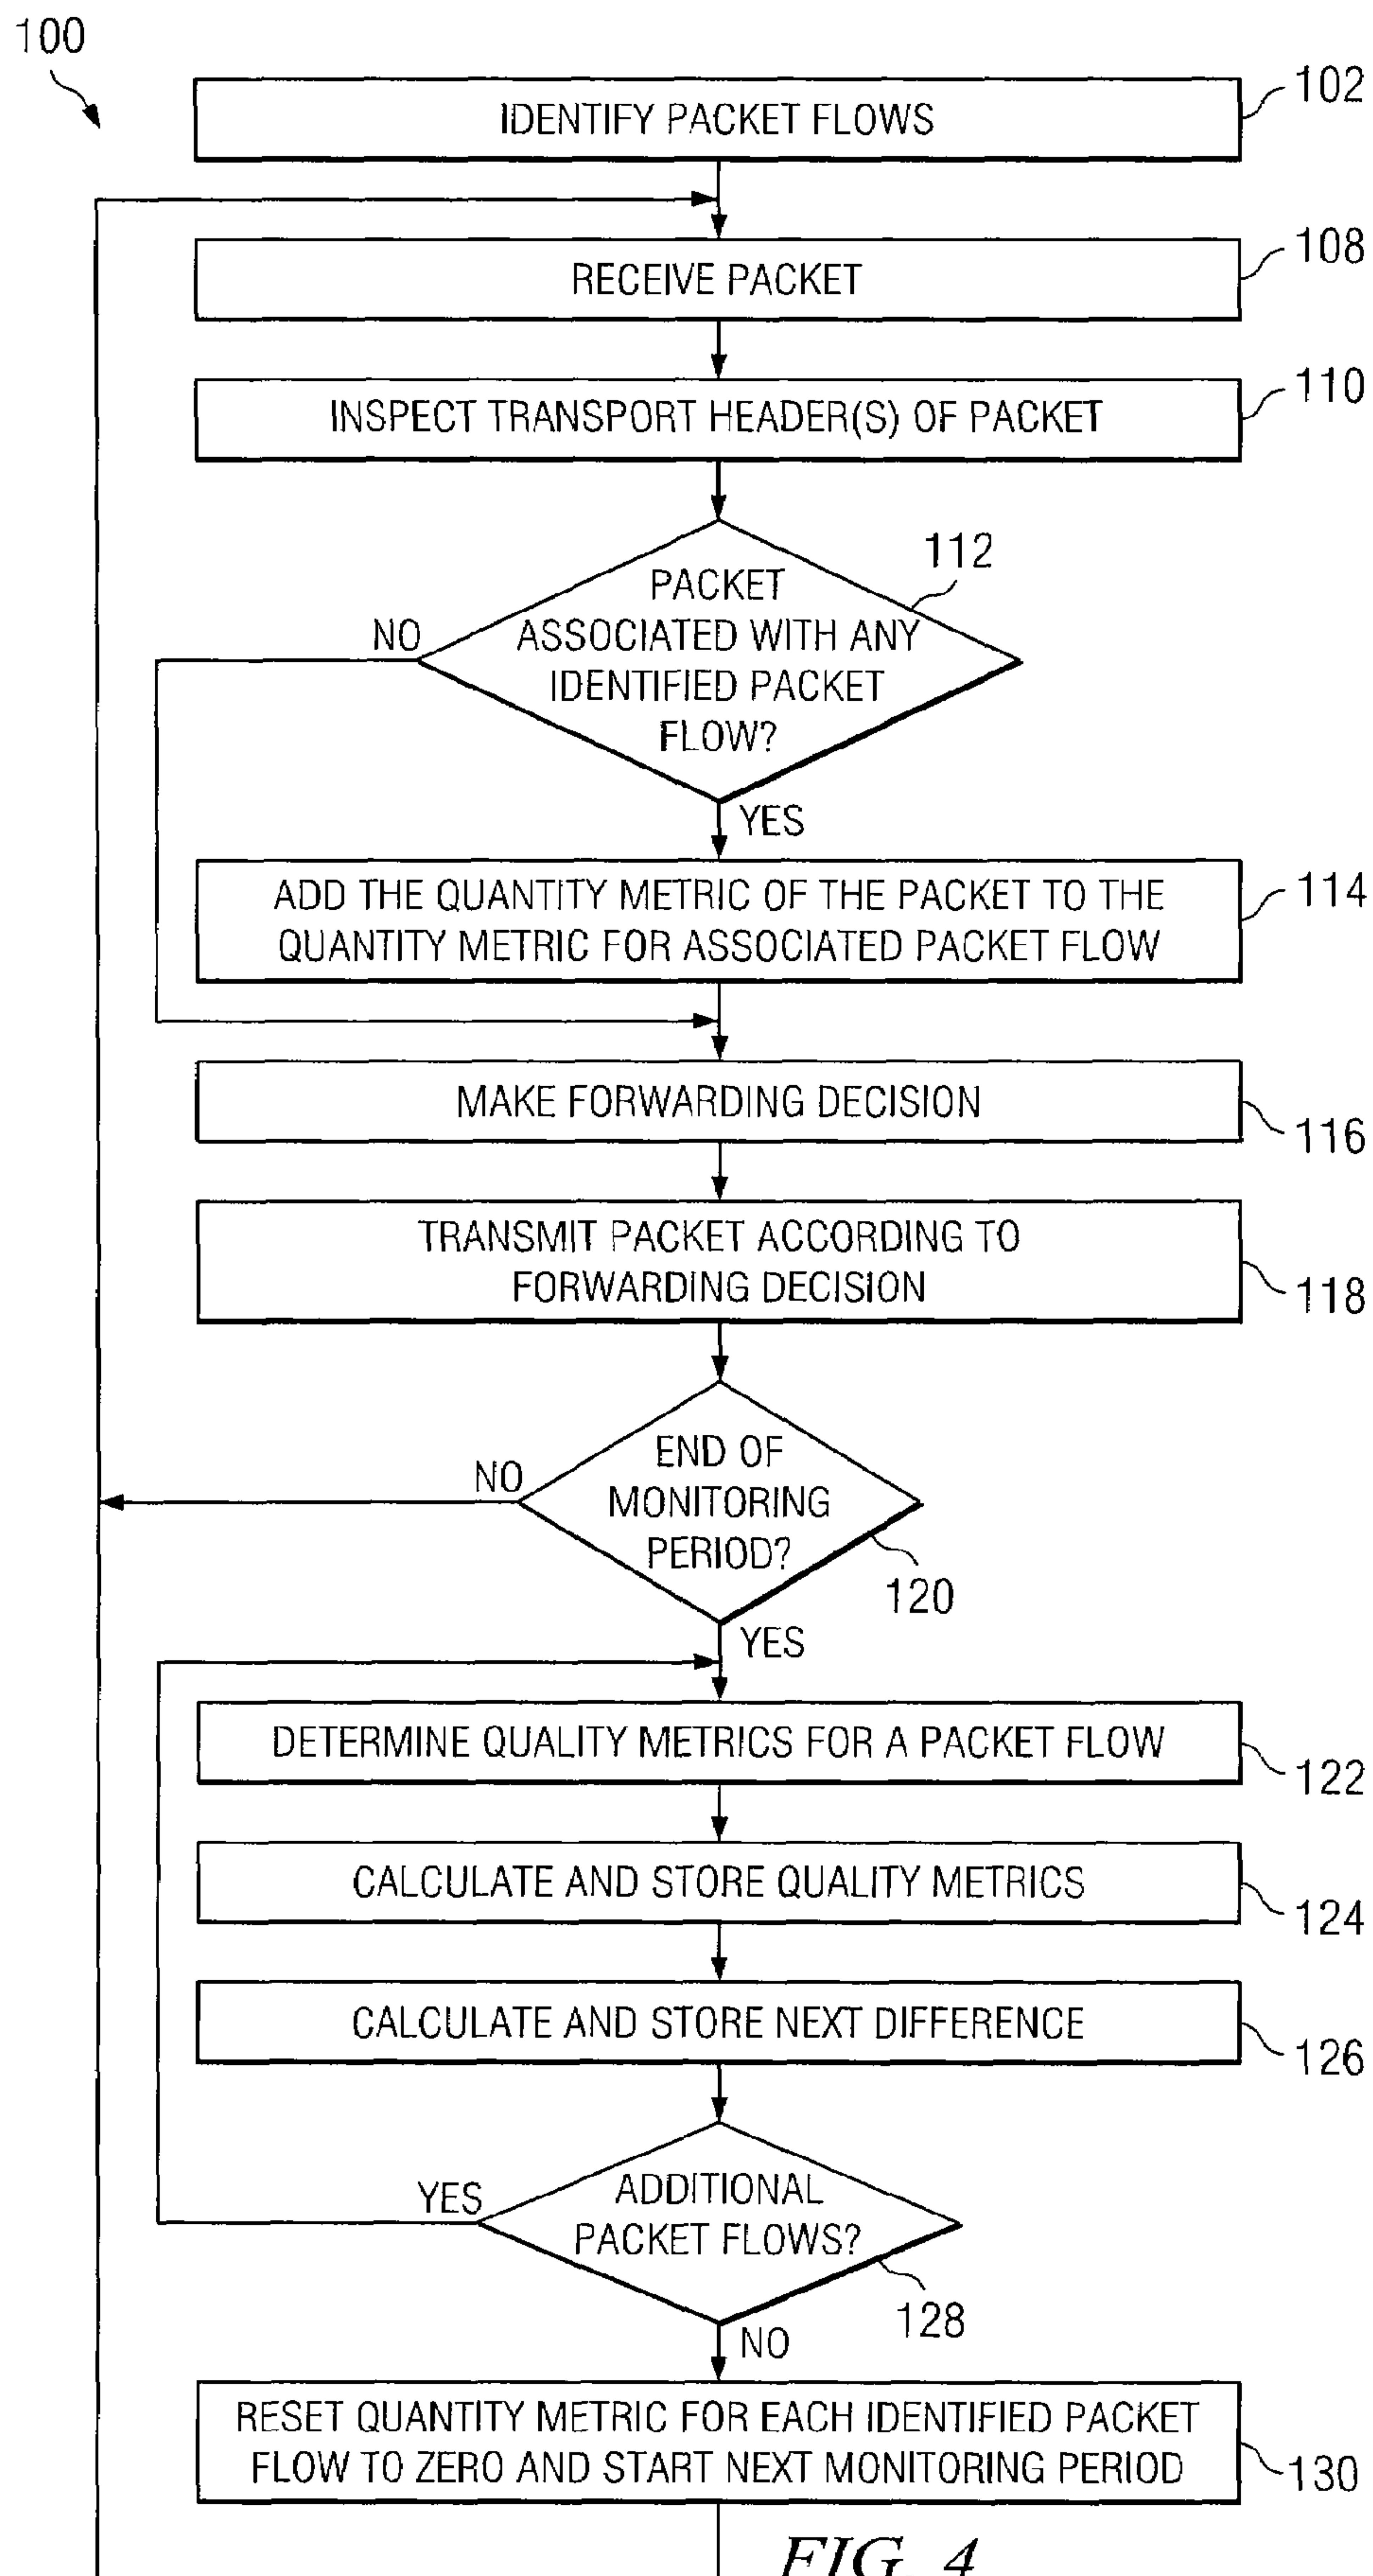 100
IDENTIFY PACKET FLOWS
102
RECEIVE PACKET
108
INSPECT TRANSPORT HEADER(S) OF PACKET
110
112
PACKET
NO
ASSOCIATED WITH ANY
IDENTIFIED PACKET
FLOW?
YES
ADD THE QUANTITY METRIC OF THE PACKET TO THE
QUANTITY METRIC FOR ASSOCIATED PACKET FLOW
114
MAKE FORWARDING DECISION
116
TRANSMIT PACKET ACCORDING TO
FORWARDING DECISION
118
END OF
NO
MONITORING
PERIOD?
120
YES
DETERMINE QUALITY METRICS FOR A PACKET FLOW
122
CALCULATE AND STORE QUALITY METRICS
124
CALCULATE AND STORE NEXT DIFFERENCE
126
YES
ADDITIONAL
PACKET FLOWS?
128
NO
RESET QUANTITY METRIC FOR EACH IDENTIFIED PACKET
FLOW TO ZERO AND START NEXT MONITORING PERIOD
130
FIG. 4